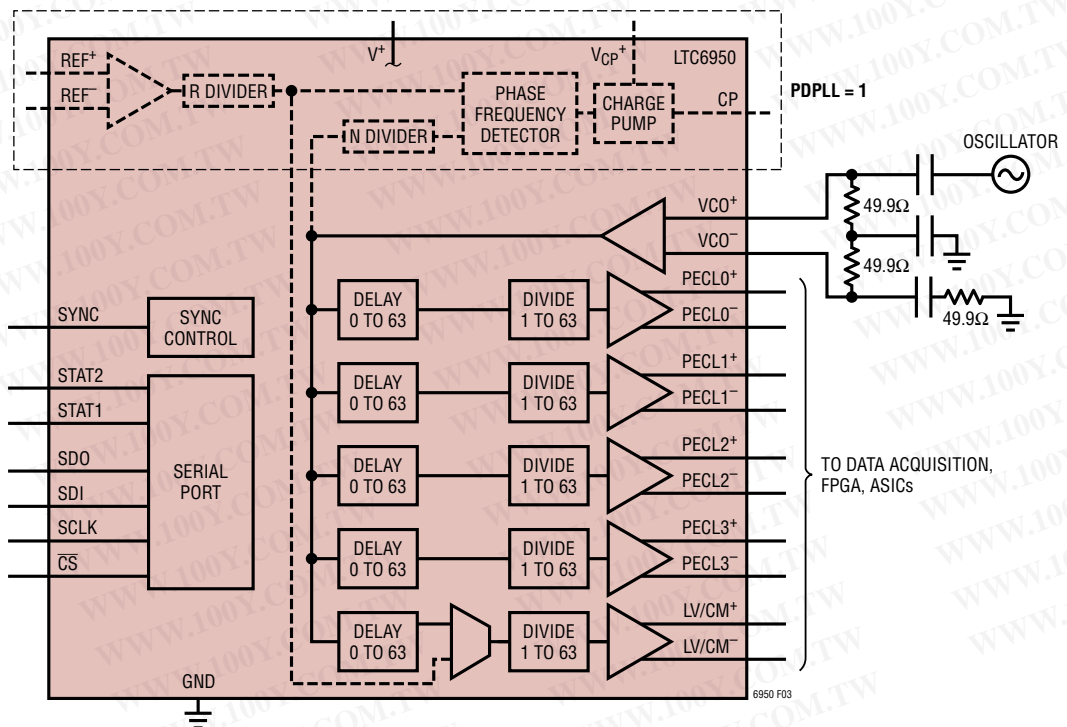 REF+
REF–
R DIVIDER
N DIVIDER
V+
PHASE
FREQUENCY
DETECTOR
VCP+
CHARGE
PUMP
LTC6950
CP
PDPLL = 1
OSCILLATOR
49.9Ω
49.9Ω
49.9Ω
VCO+
VCO–
SYNC
SYNC
CONTROL
STAT2
STAT1
SDO
SDI
SCLK
CS
SERIAL
PORT
DELAY
0 TO 63
DIVIDE
1 TO 63
PECL0+
PECL0–
DELAY
0 TO 63
DIVIDE
1 TO 63
PECL1+
PECL1–
DELAY
0 TO 63
DIVIDE
1 TO 63
PECL2+
PECL2–
DELAY
0 TO 63
DIVIDE
1 TO 63
PECL3+
PECL3–
DELAY
0 TO 63
DIVIDE
1 TO 63
LV/CM+
LV/CM–
TO DATA ACQUISITION,
FPGA, ASICs
GND
6950 F03
WWW.100Y.COM.TW